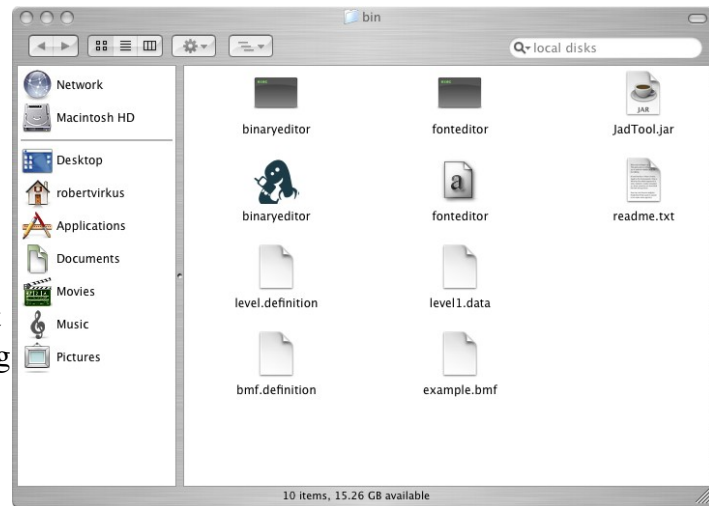 bin
local disks
Network
Macintosh HD
Desktop
robertvirkus
Applications
Documents
Movies
Music
Pictures
binaryeditor
fonteditor
JAR
JadTool.jar
binaryeditor
a
fonteditor
readme.txt
level.definition
level1.data
bmf.definition
example.bmf
g
10 items, 15.26 GB available